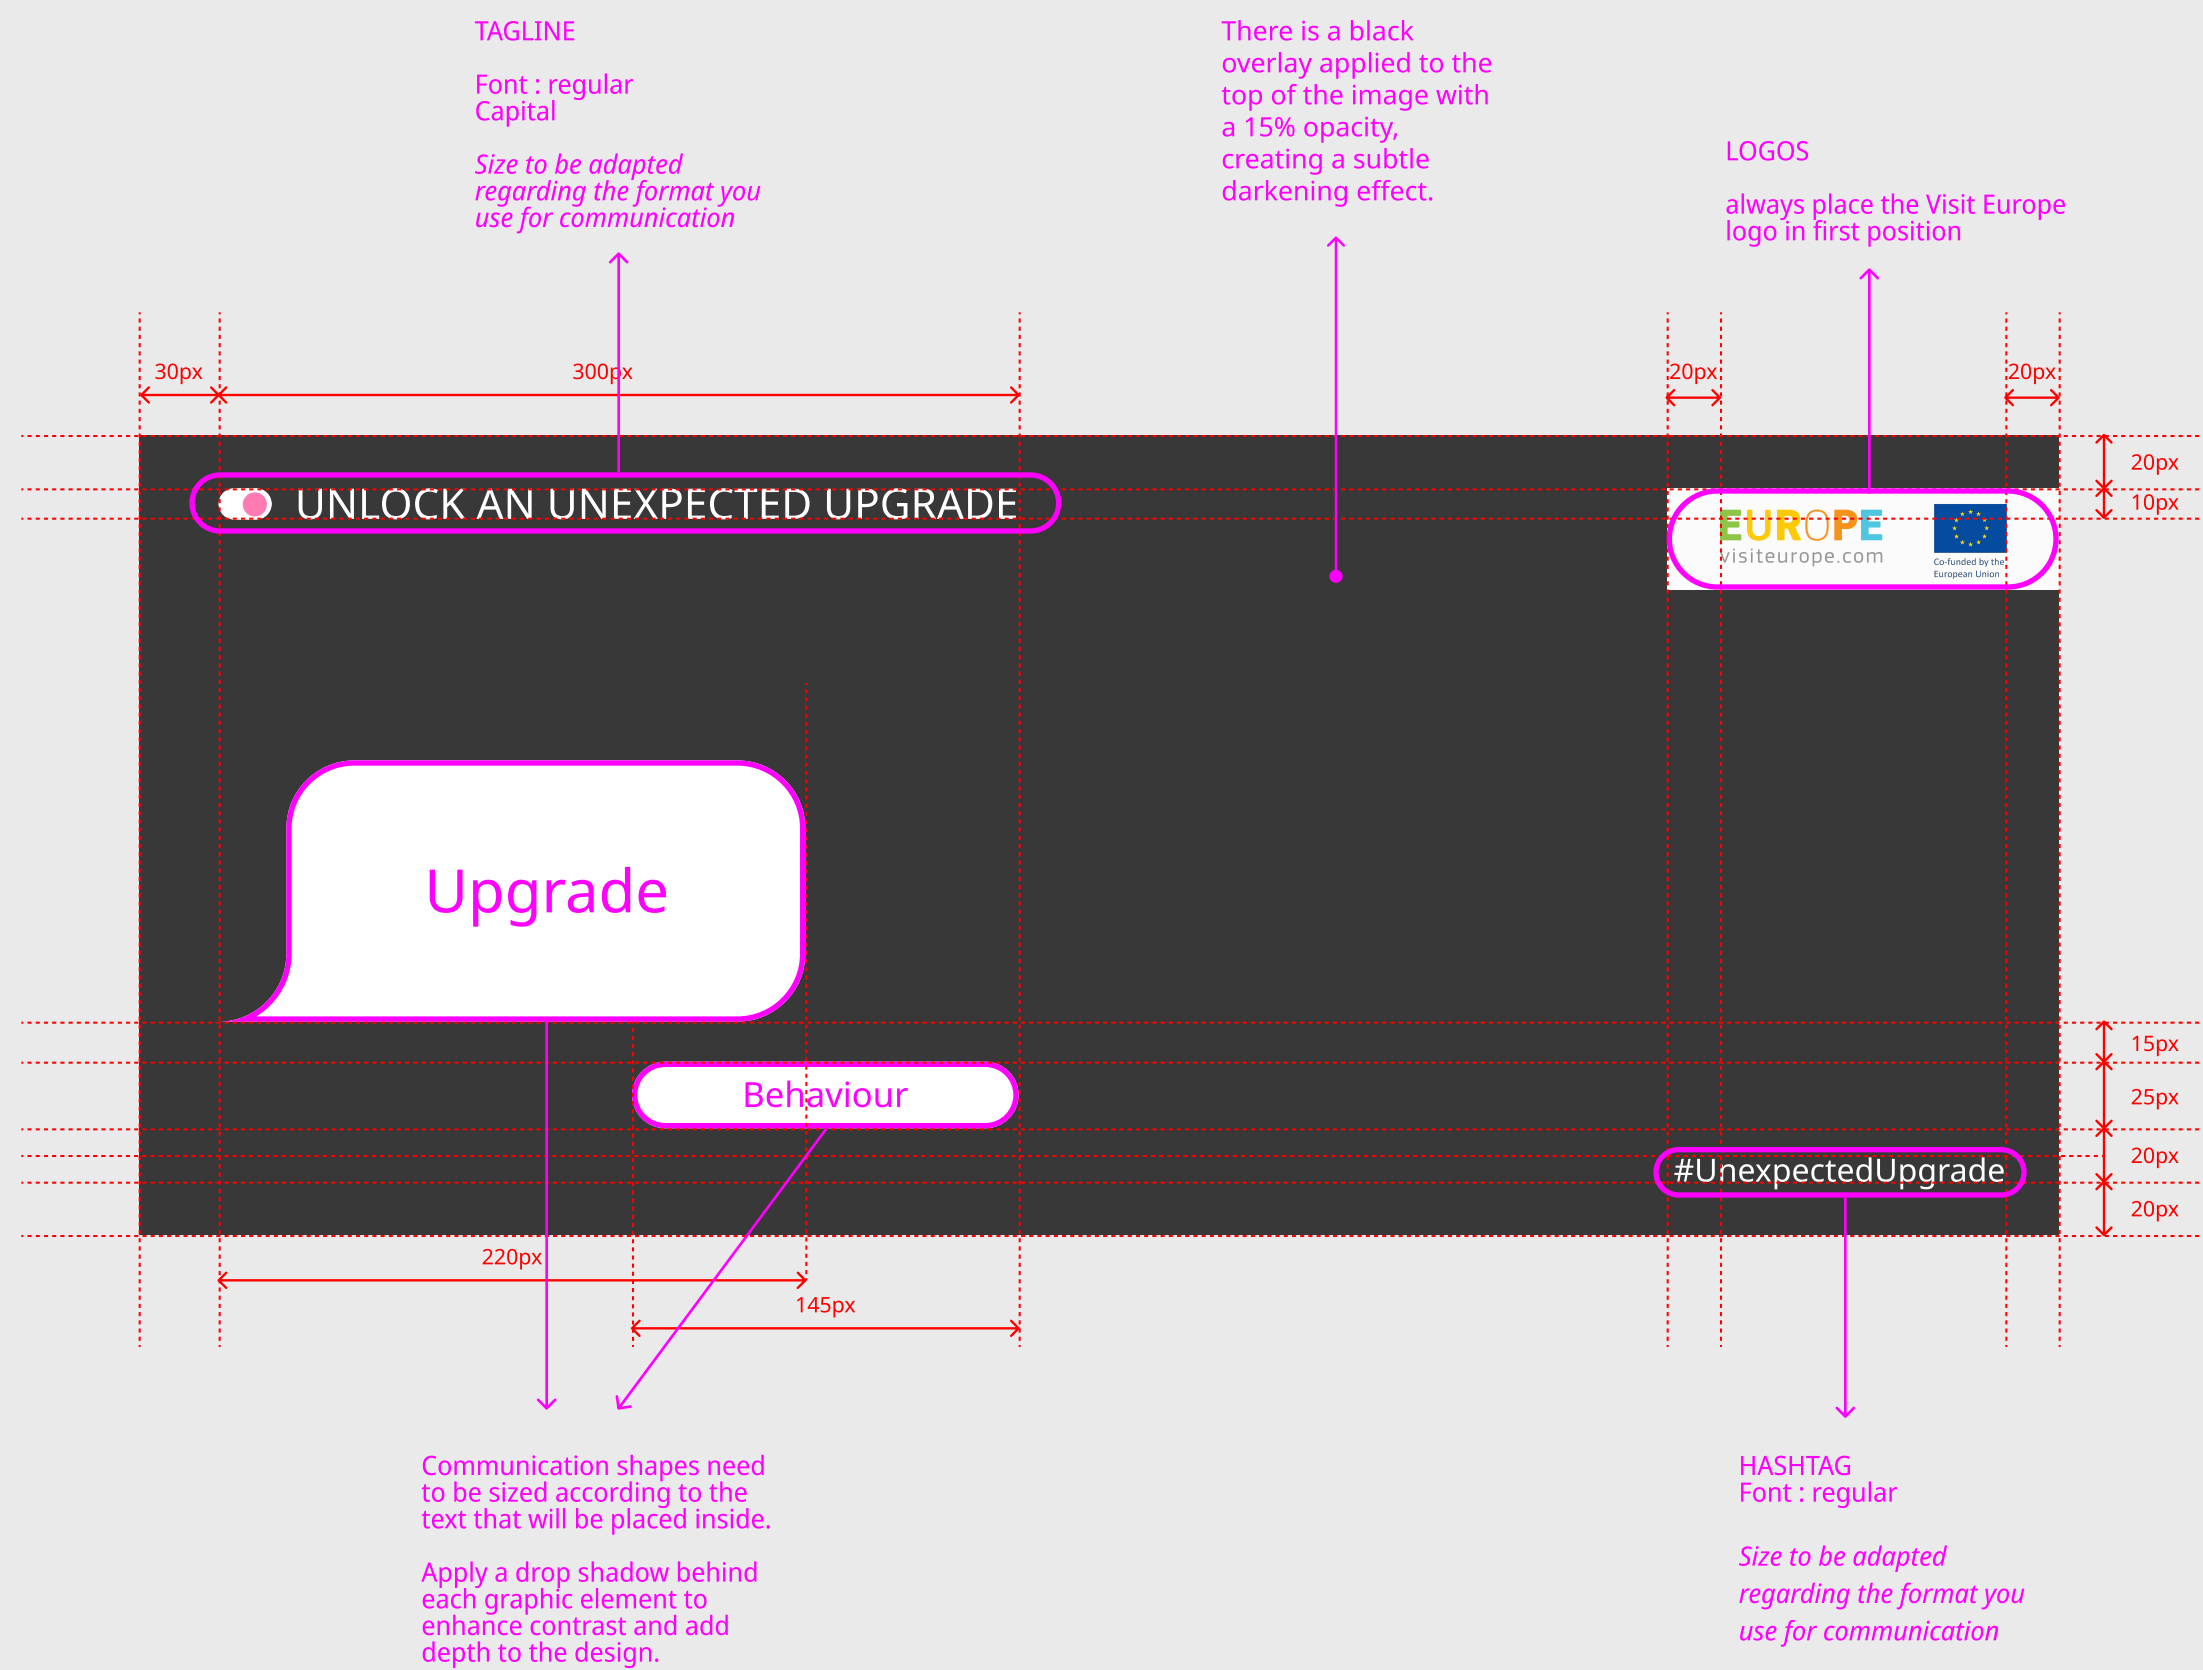 TAGLINE
Font : regular
Capital
Size to be adapted
regarding the format you
use for communication
There is a black
overlay applied to the
top of the image with
a 15% opacity,
creating a subtle
darkening effect.
LOGOS
always place the Visit Europe
logo in first position
30px
300px
20px
20px
20px
10px
UNLOCK AN UNEXPECTED UPGRADE
EUROPE
visiteurope.com
Co-funded by the
European Union
Upgrade
Behaviour
#UnexpectedUpgrade
15px
25px
20px
20px
220px
145px
Communication shapes need
to be sized according to the
text that will be placed inside.
Apply a drop shadow behind
each graphic element to
enhance contrast and add
depth to the design.
HASHTAG
Font : regular
Size to be adapted
regarding the format you
use for communication